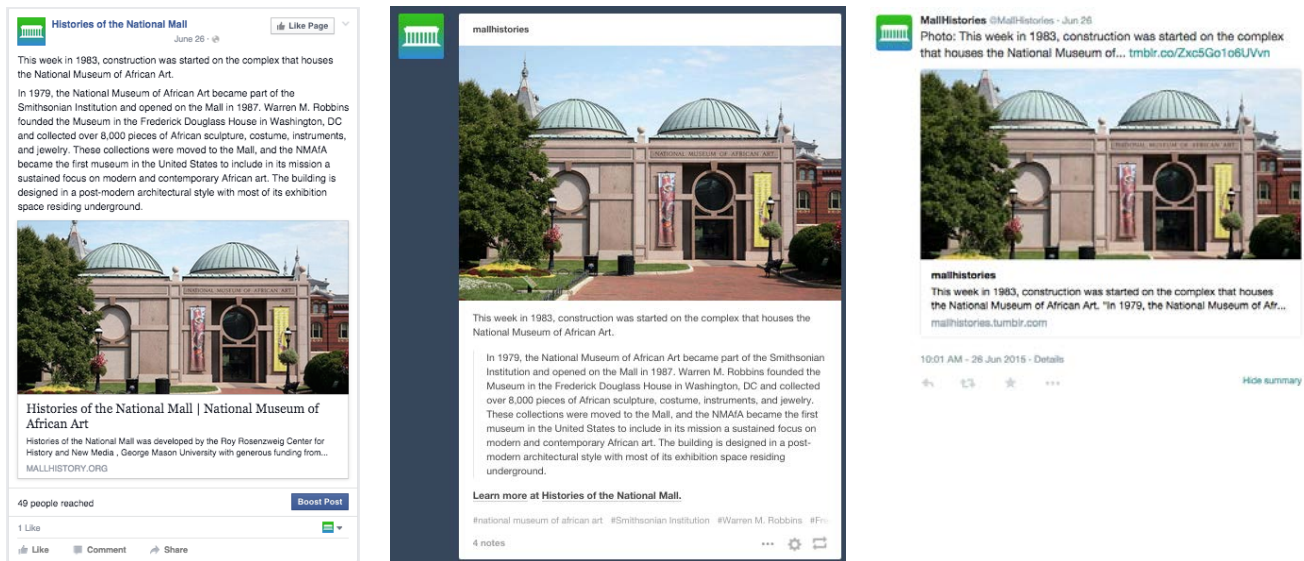 Histories of the National Mall
Like Page
June 26
This week in 1983, construction was started on the complex that houses
the National Museum of African Art.
In 1979, the National Museum of African Art became part of the
Smithsonian Institution and opened on the Mall in 1987. Warren M. Robbins
founded the Museum in the Frederick Douglass House in Washington, DC
and collected over 8,000 pieces of African sculpture, costume, instruments,
and jewelry. These collections were moved to the Mall, and the NMAfA
became the first museum in the United States to include in its mission a
sustained focus on modern and contemporary African art. The building is
designed in a post-modern architectural style with most of its exhibition
space residing underground.
NATIONAL MUSEUM OF AFRICAN ART
Histories of the National Mall | National Museum of
African Art
Histories of the National Mall was developed by the Roy Rosenzweig Center for
History and New Media , George Mason University with generous funding from...
MALLHISTORY.ORG
49 people reached
Boost Post
1 Like
Like Comment Share
mallhistories
NATIONAL MUSEUM OF AFRICAN ART
This week in 1983, construction was started on the complex that houses the
National Museum of African Art.
In 1979, the National Museum of African Art became part of the Smithsonian
Institution and opened on the Mall in 1987. Warren M. Robbins founded the
Museum in the Frederick Douglass House in Washington, DC and collected
over 8,000 pieces of African sculpture, costume, instruments, and jewelry.
These collections were moved to the Mall, and the NMAfA became the first
museum in the United States to include in its mission a sustained focus on
modern and contemporary African art. The building is designed in a post-
modern architectural style with most of its exhibition space residing
underground.
Learn more at Histories of the National Mall.
#national museum of african art #Smithsonian Institution #Warren M. Robbins #Fre
4 notes
MallHistories @MallHistories · Jun 26
Photo: This week in 1983, construction was started on the complex
that houses the National Museum of... tmblr.co/Zxc5Go1o6UVvn
NATIONAL MUSEUM OF AFRICAN ART
mallhistories
This week in 1983, construction was started on the complex that houses
the National Museum of African Art. "In 1979, the National Museum of Afr...
mallhistories.tumblr.com
10:01 AM - 26 Jun 2015 · Details
Hide summary